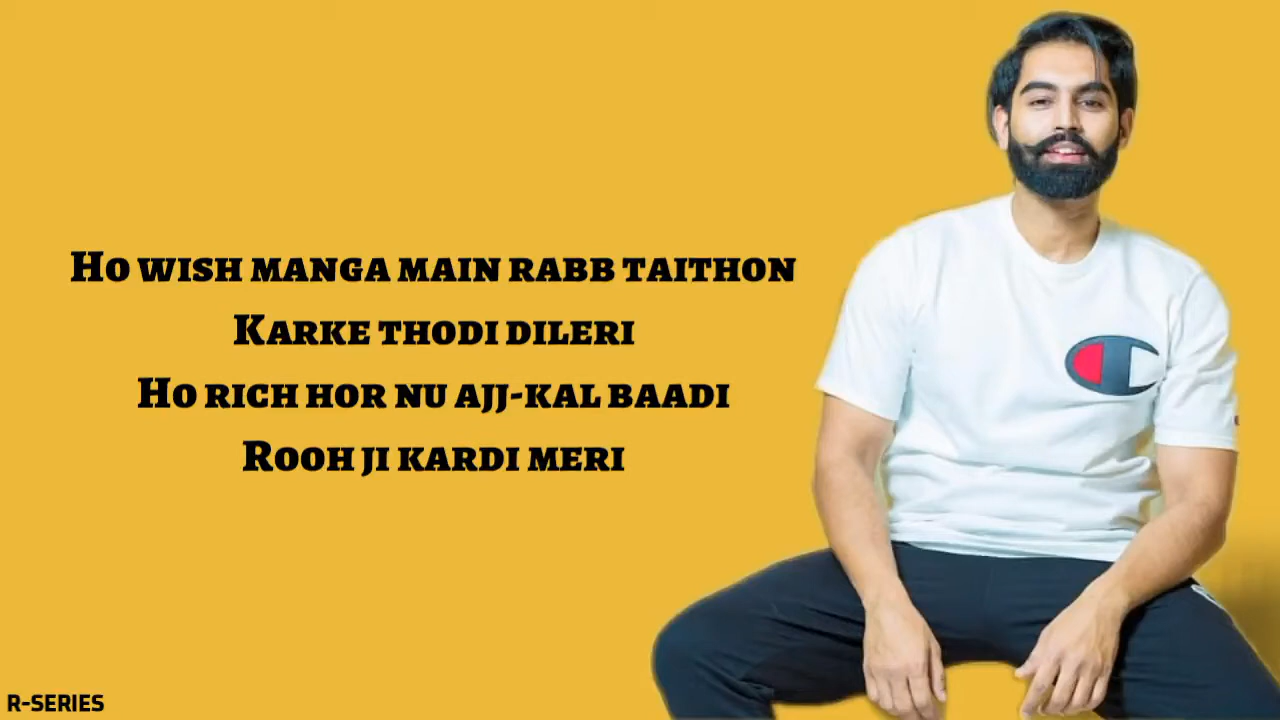 Ho wish manga main rabb taithon
Karke thodi dileri
Ho rich hor nu ajj-kal baadi
Rooh ji kardi meri
R-SERIES